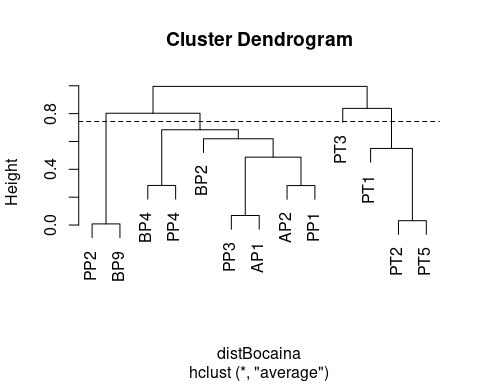 Cluster Dendrogram
Height
0.0
0.4
0.8
PP2
BP9
BP4
PP4
BP2
PP3
AP1
AP2
PP1
PT3
PT1
PT2
PT5
distBocaina
hclust (*, "average")